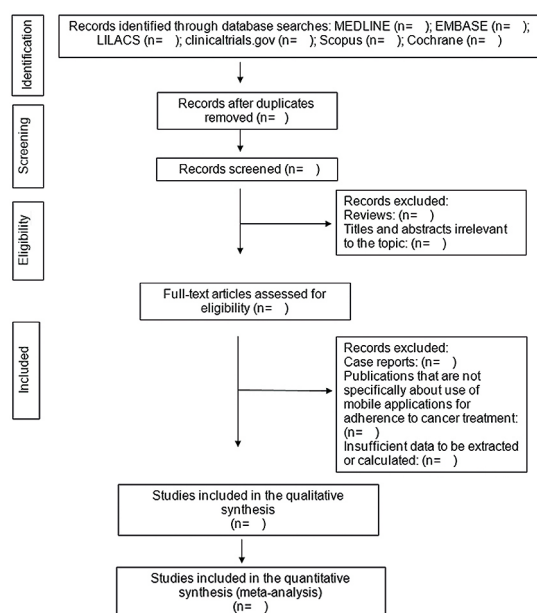 Identification
Records identified through database searches: MEDLINE (n= ); EMBASE (n= );
LILACS (n= ); clinicaltrials.gov (n= ); Scopus (n= ); Cochrane (n= )
Records after duplicates
removed (n= )
Screening
Records screened (n= )
Records excluded:
Reviews: (n= )
Titles and abstracts irrelevant
to the topic: (n= )
Eligibility
Full-text articles assessed for
eligibility (n= )
Included
Records excluded:
Case reports: (n= )
Publications that are not
specifically about use of
mobile applications for
adherence to cancer treatment:
(n= )
Insufficient data to be extracted
or calculated: (n= )
Studies included in the qualitative
synthesis
(n= )
Studies included in the quantitative
synthesis (meta-analysis)
(n= )